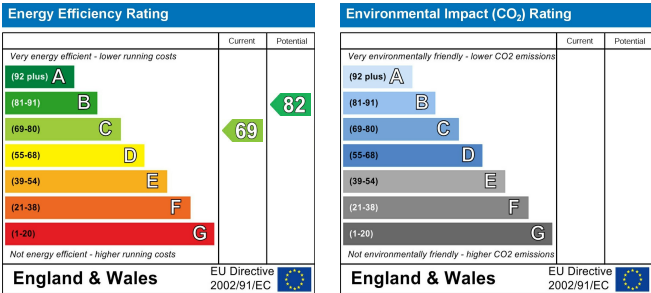 Energy Efficiency Rating
Current Potential
Very energy efficient - lower running costs
(92 plus) A
(81-91) B
82
(69-80) C
69
(55-68) D
(39-54) E
(21-38) F
(1-20) G
Not energy efficient - higher running costs
England & Wales
EU Directive
2002/91/EC
Environmental Impact (CO₂) Rating
Current Potential
Very environmentally friendly - lower CO2 emissions
(92 plus) A
(81-91) B
(69-80) C
(55-68) D
(39-54) E
(21-38) F
(1-20) G
Not environmentally friendly - higher CO2 emissions
England & Wales
EU Directive
2002/91/EC